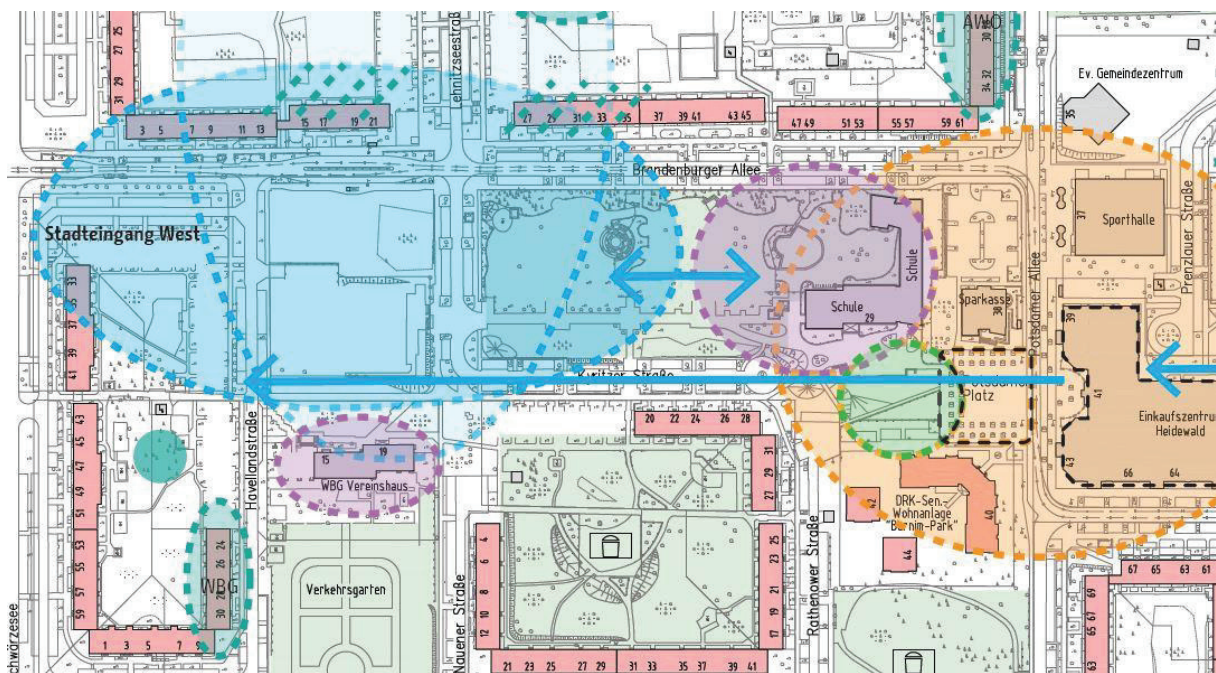 25
27
29
31
Lehnitzseestraße
AWO
30
32
34
Ev. Gemeindezentrum
35
3 5 7 9 11 13
15 17 19 21
27 29 31 33 35 37 39 41 43 45
47 49 51 53 55 57 59 61
Brandenburger Allee
Stadteingang West
33
35
37
39
41
Schule
Schule
29
Sparkasse
38
Potsdamer Allee
Sporthalle
37
Prenzlauer Straße
Kyritzer Straße
Potsdamer
Platz
39
41
43
Einkaufszentru
Heidewald
66 64
43
45
47
49
51
53
55
57
59
Havellandstraße
15 19
WBG Vereinshaus
20 22 24 26 28
31
29
27
42
DRK-Sen.-
Wohnanlage
"Barnim-Park"
40
44
24
26
28
30
WBG
Verkehrsgarten
Nauener Straße
4
6
8
10
12
25
23
21
19
17
Rathenower Straße
67 65 63 61
69
67
65
63
chwärzesee
1 3 5 7
21 23 25 27 29 31 33 35 37 39 41